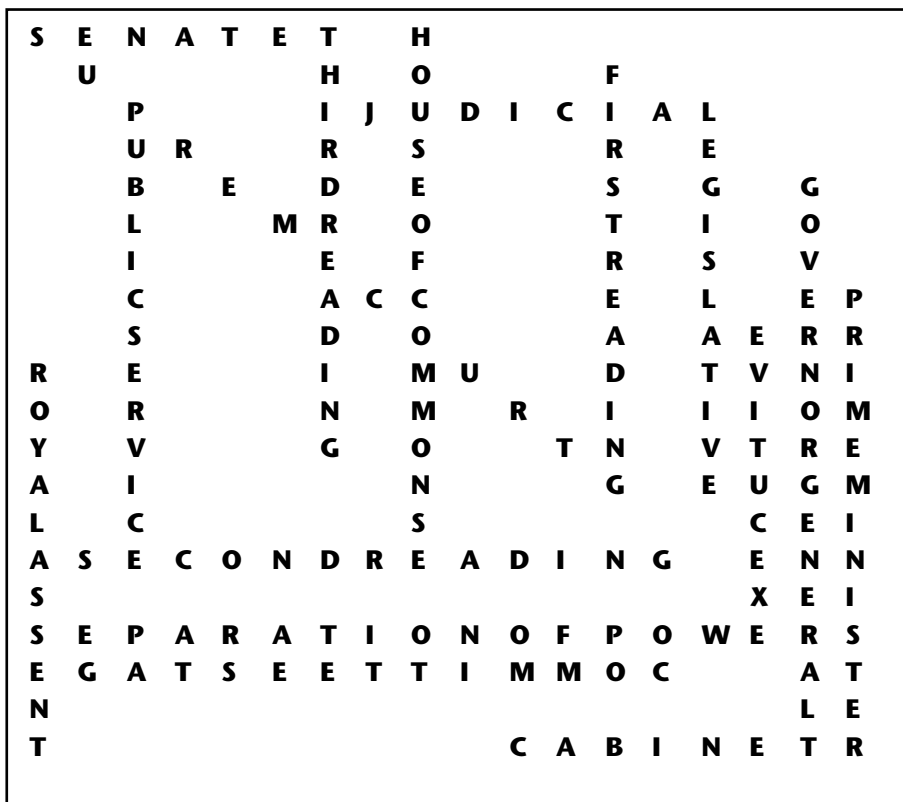 S E N A T E T H
U H O F
P I J U D I C I A L
U R R S R E
B E D E S G G
L M R O T I O
I E F R S V
C A C C E L E P
S D O A A E R R
R E I M U D T V N I
O R N M R I I I O M
Y V G O T N V T R E
A I N G E U G M
L C S C E I
A S E C O N D R E A D I N G E N N
S X E I
S E P A R A T I O N O F P O W E R S
E G A T S E E T T I M M O C A T
N L E
T C A B I N E T R